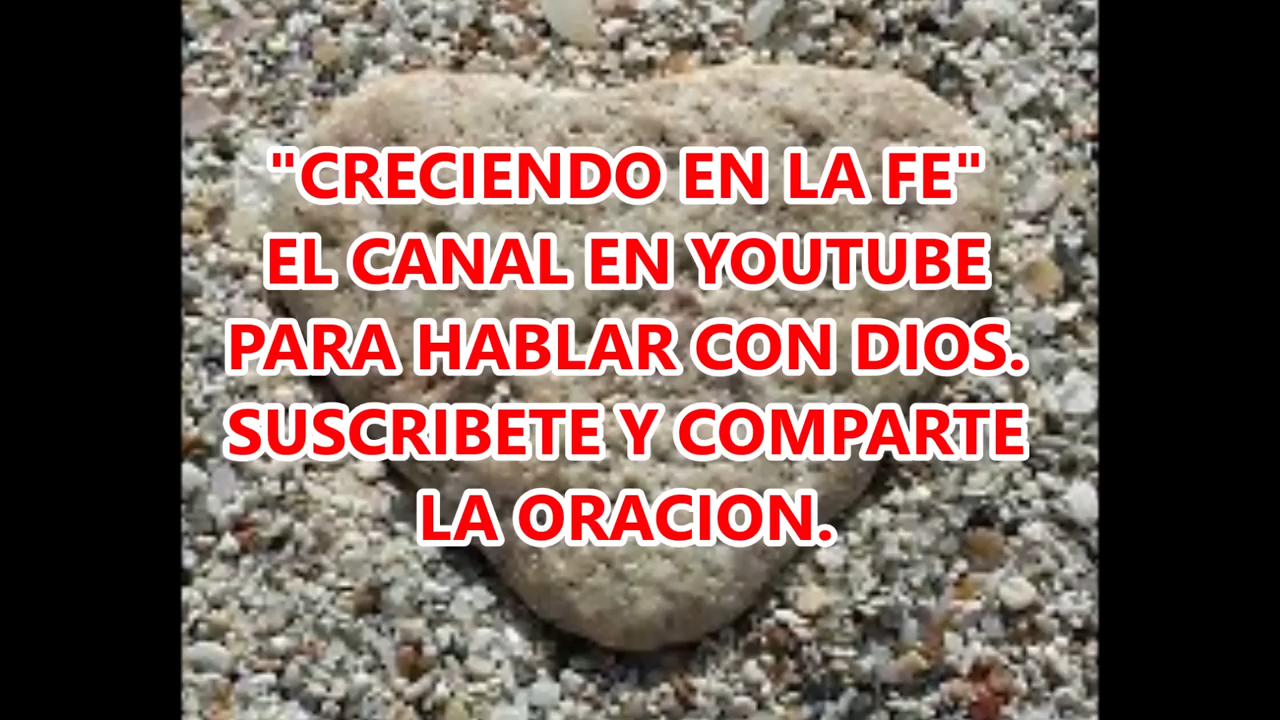 "CRECIENDO EN LA FE"
EL CANAL EN YOUTUBE
PARA HABLAR CON DIOS.
SUSCRIBETE Y COMPARTE
LA ORACION.